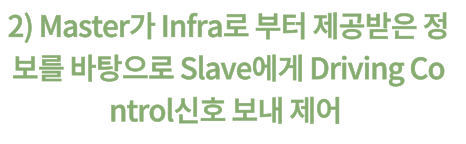 2) Master가 Infra로 부터 제공받은 정
보를 바탕으로 Slave에게 Driving Co
ntrol신호 보내 제어